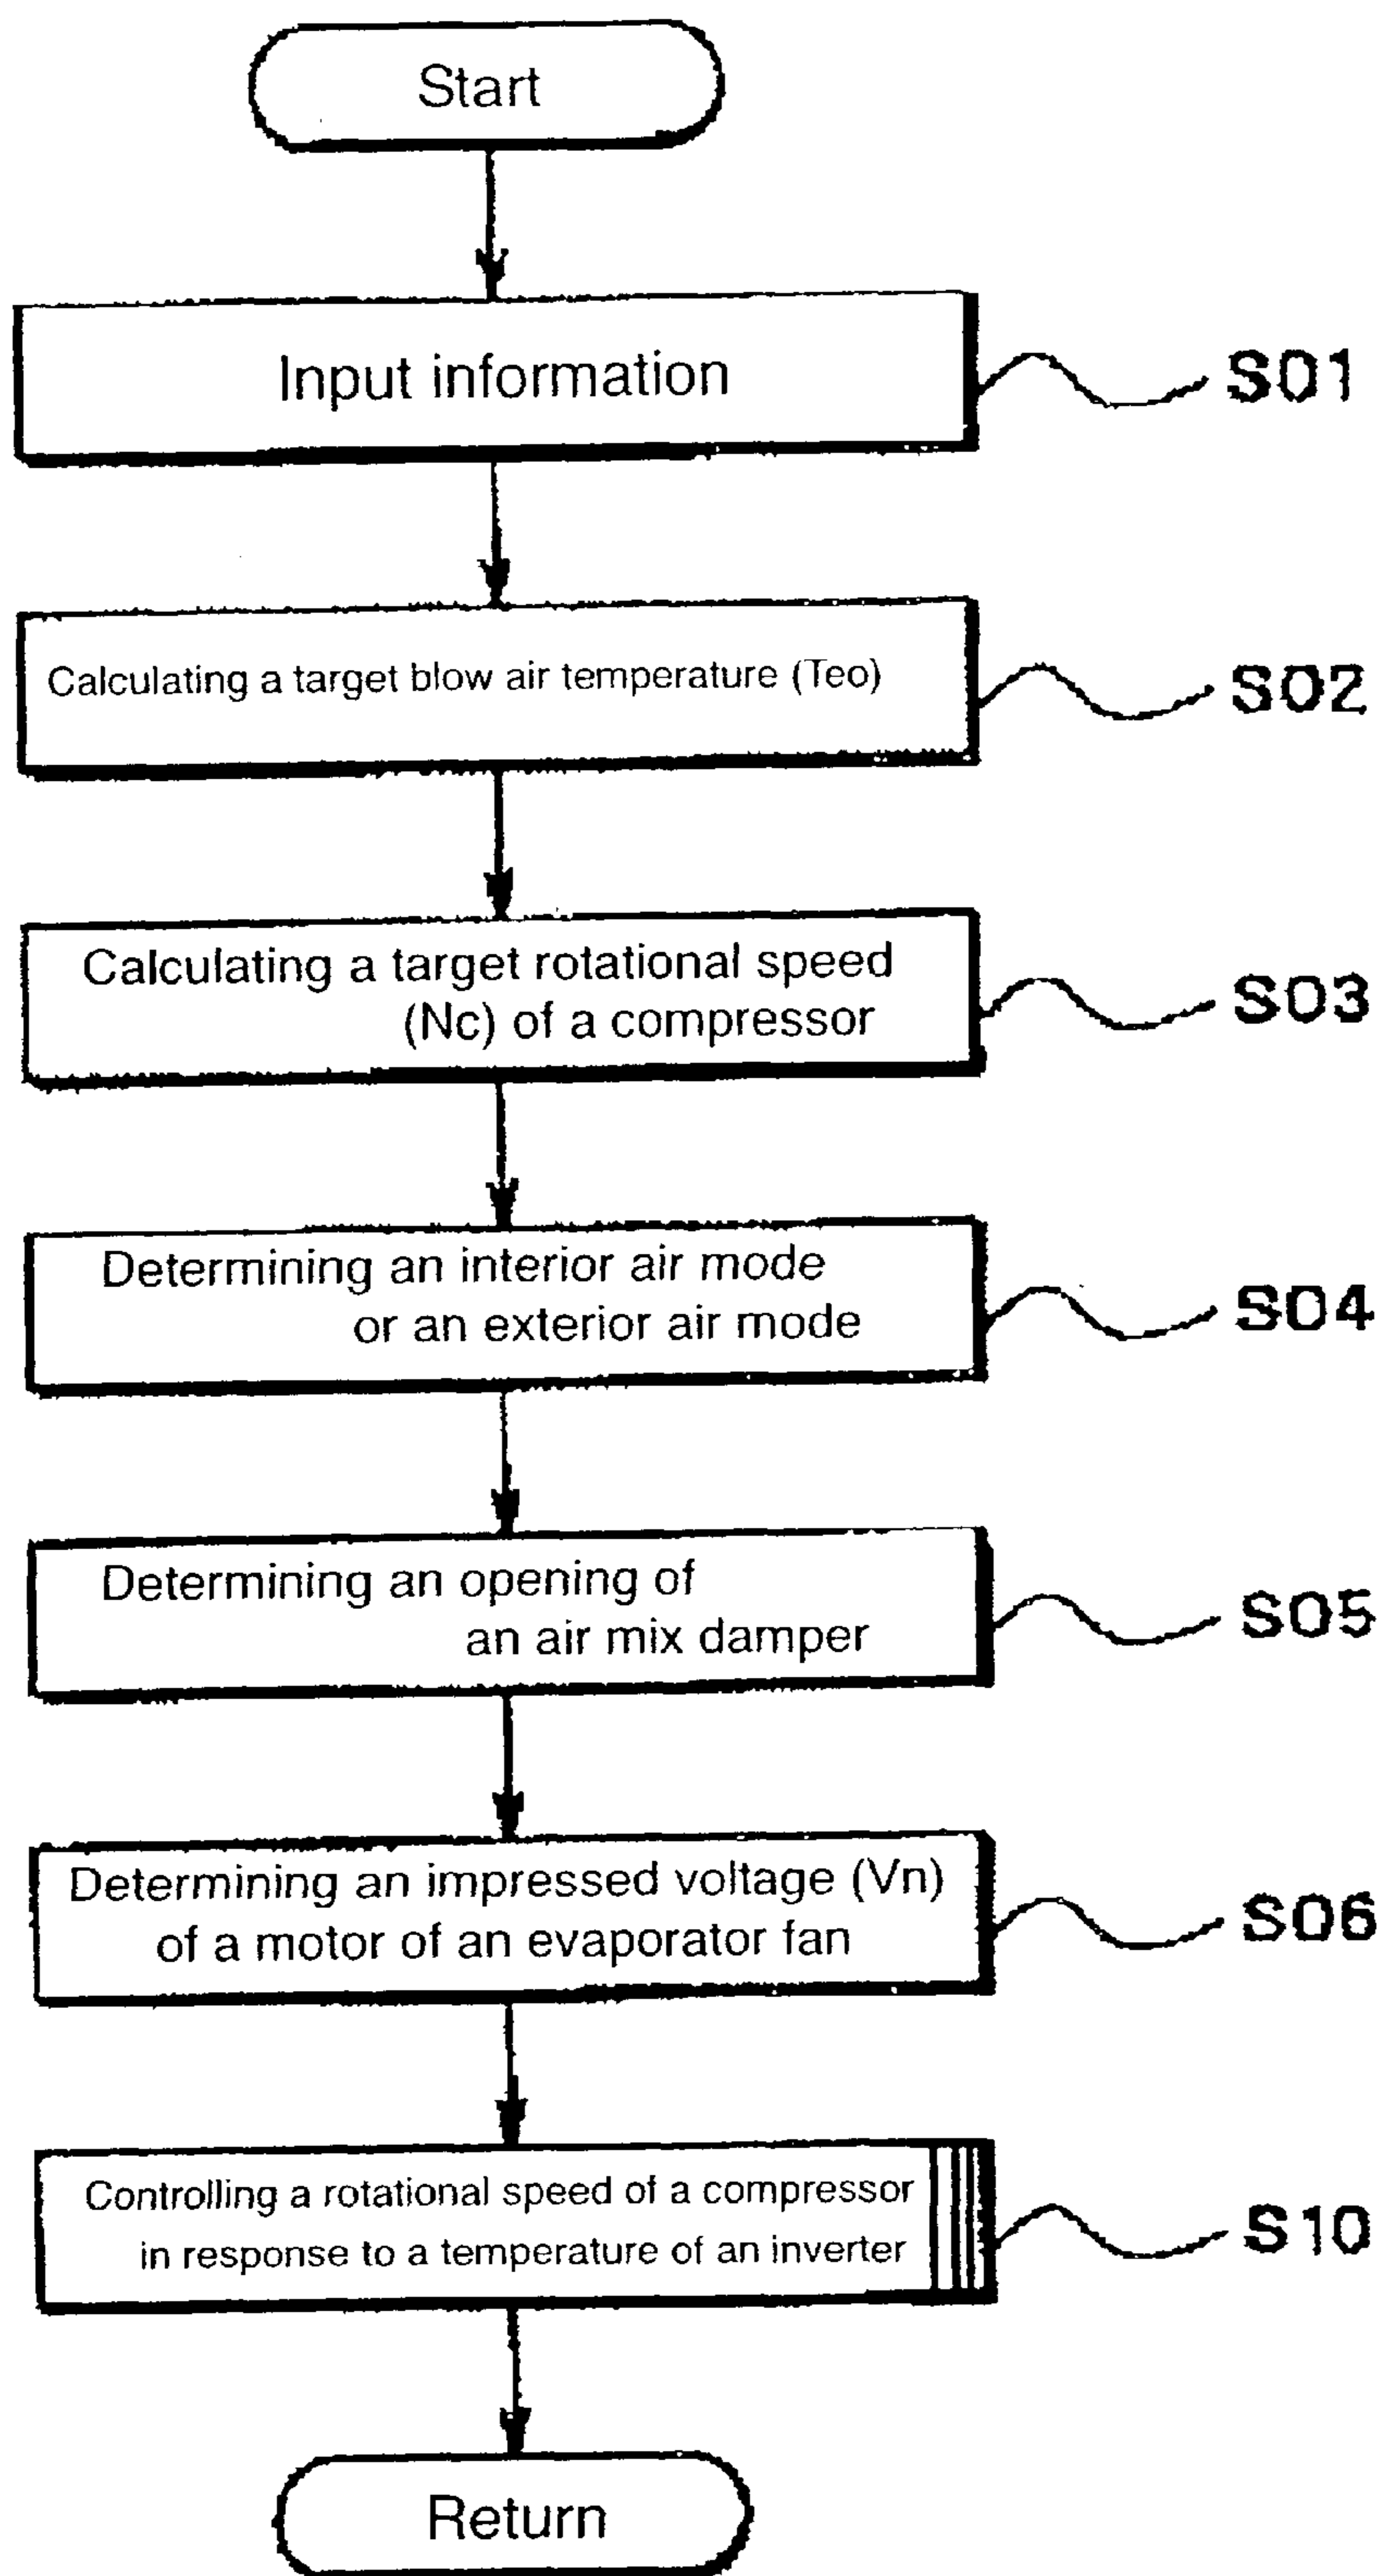 Start
Input information
S01
Calculating a target blow air temperature (Teo)
S02
Calculating a target rotational speed
(Nc) of a compressor
S03
Determining an interior air mode
or an exterior air mode
S04
Determining an opening of
an air mix damper
S05
Determining an impressed voltage (Vn)
of a motor of an evaporator fan
S06
Controlling a rotational speed of a compressor
in response to a temperature of an inverter
S10
Return